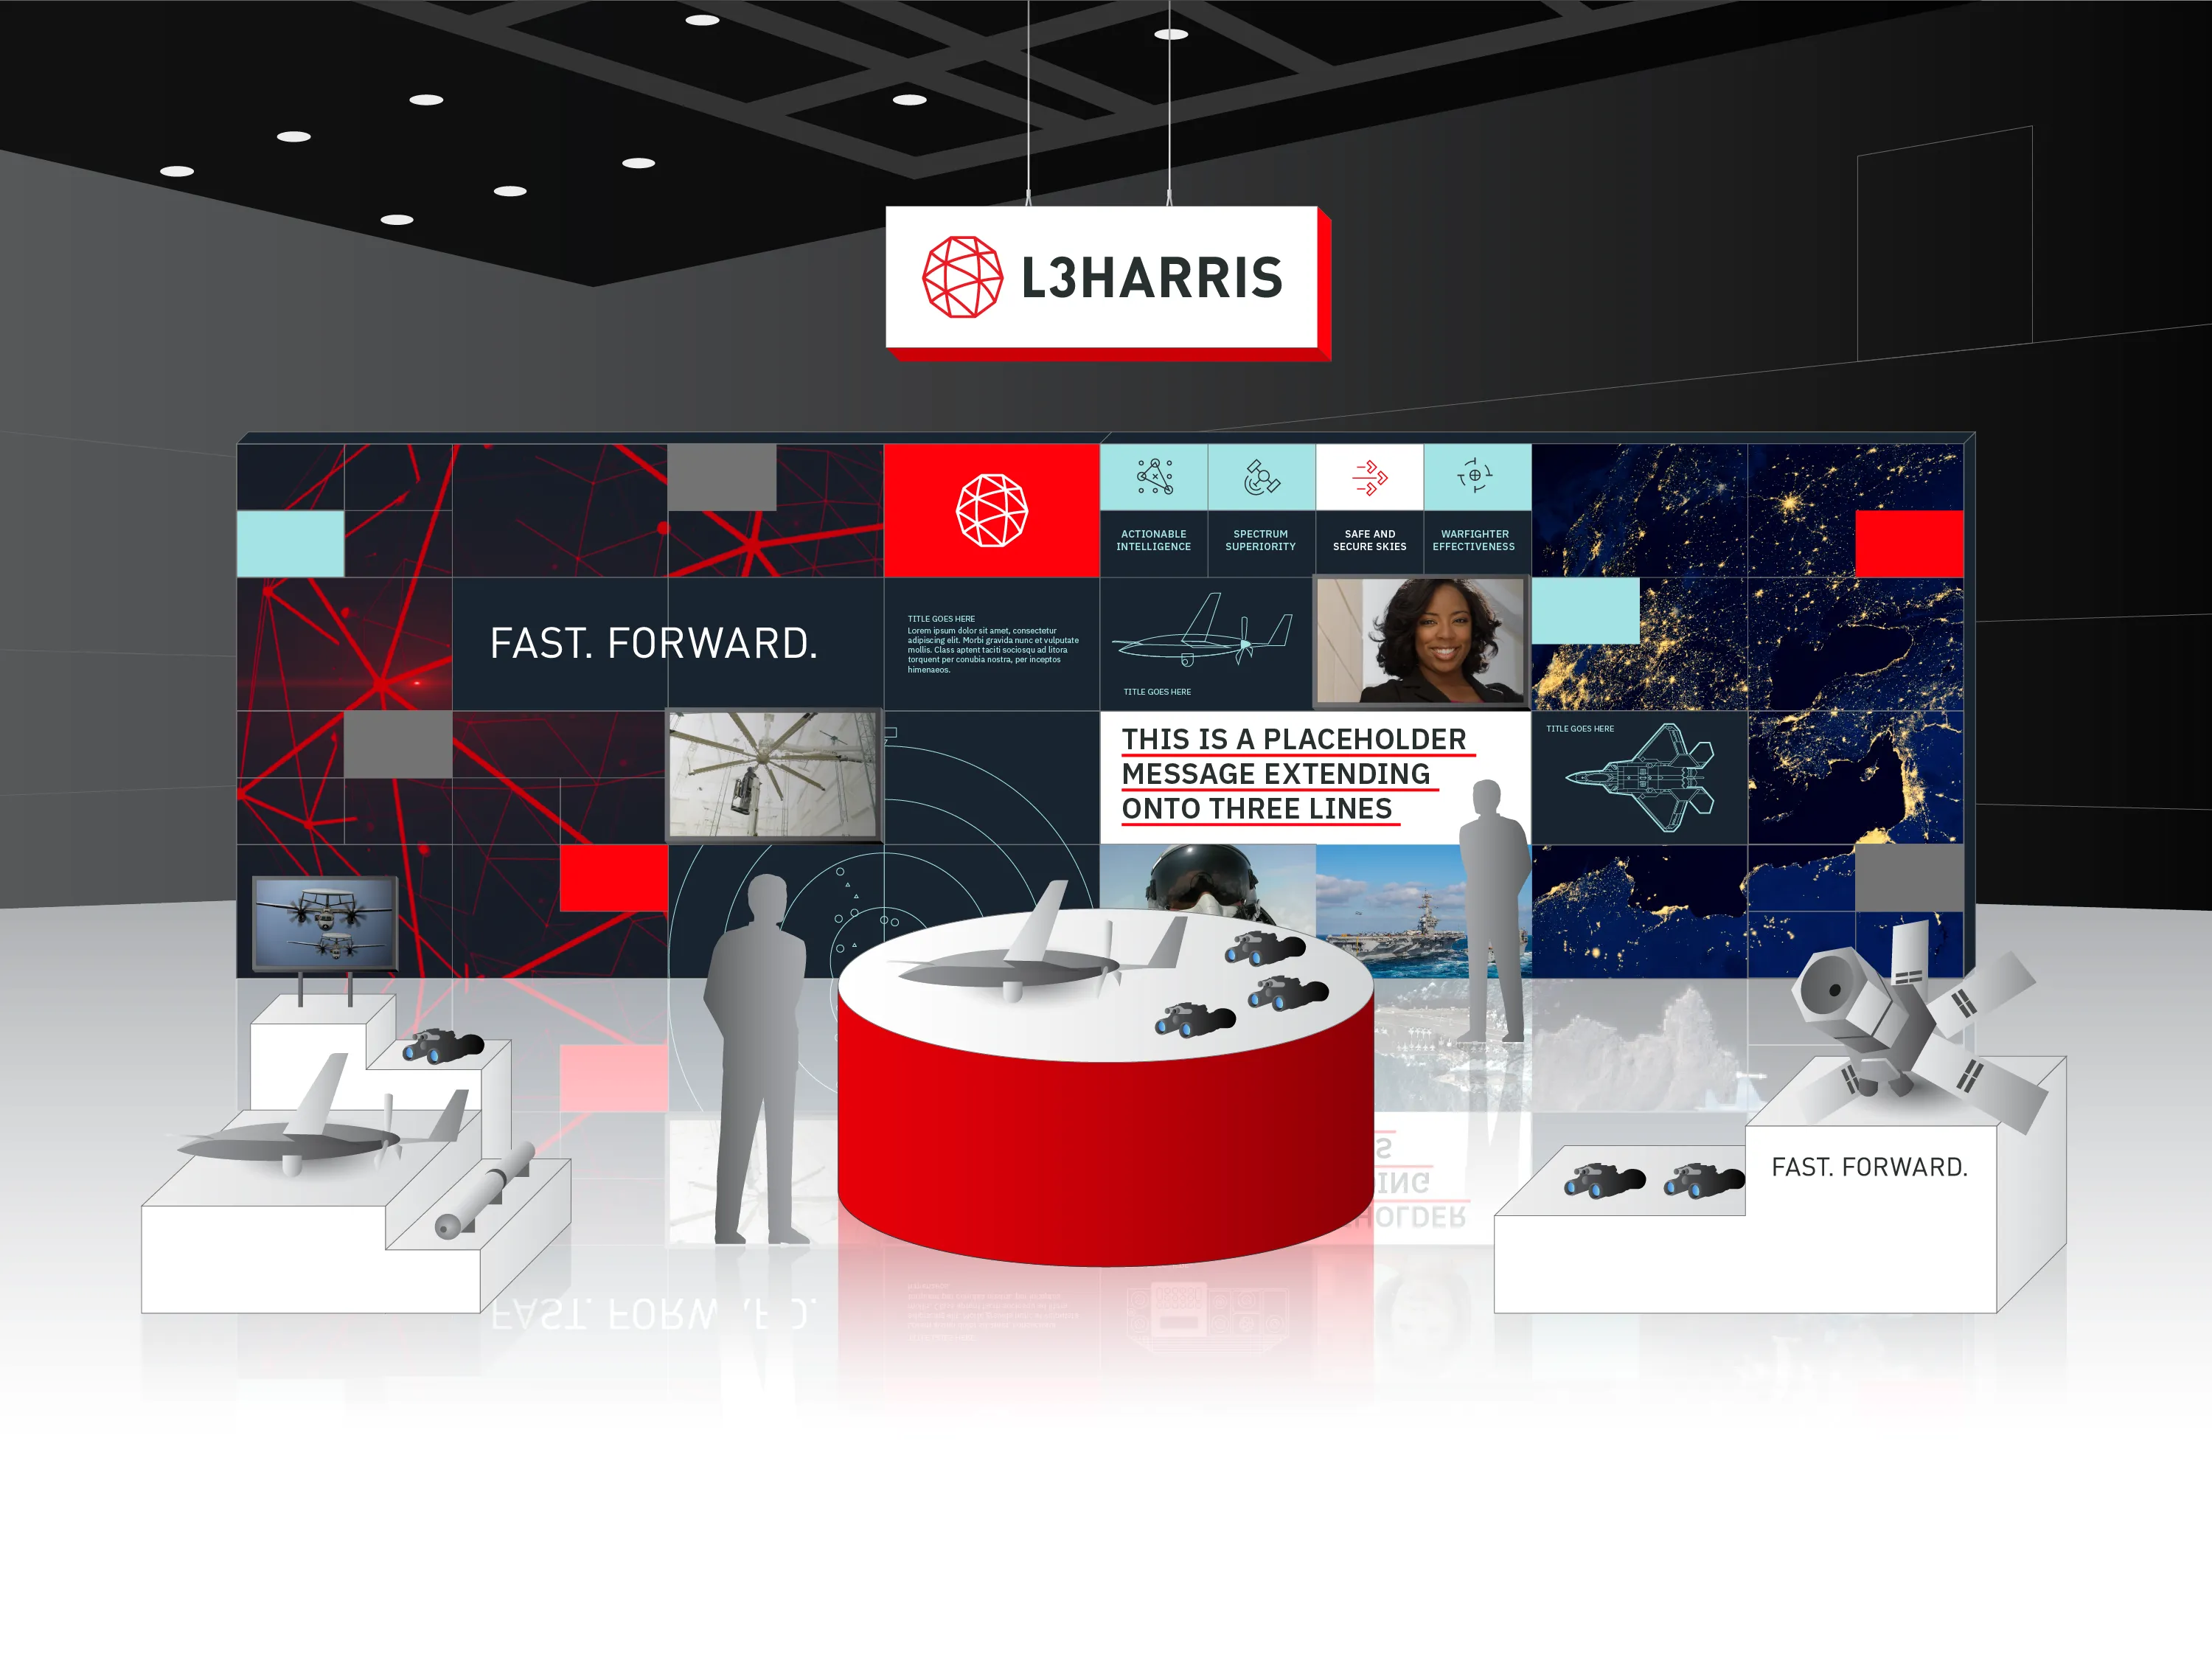 L3HARRIS
ACTIONABLE
INTELLIGENCE
SPECTRUM
SUPERIORITY
SAFE AND
SECURE SKIES
WARFIGHTER
EFFECTIVENESS
FAST. FORWARD.
TITLE GOES HERE
Lorem ipsum dolor sit amet, consectetur
adipiscing elit. Morbi gravida nunc et vulputate
mollis. Class aptent taciti sociosqu ad litora
torquent per conubia nostra, per inceptos
himenaeos.
TITLE GOES HERE
THIS IS A PLACEHOLDER
MESSAGE EXTENDING
ONTO THREE LINES
TITLE GOES HERE
FAST. FORWARD.